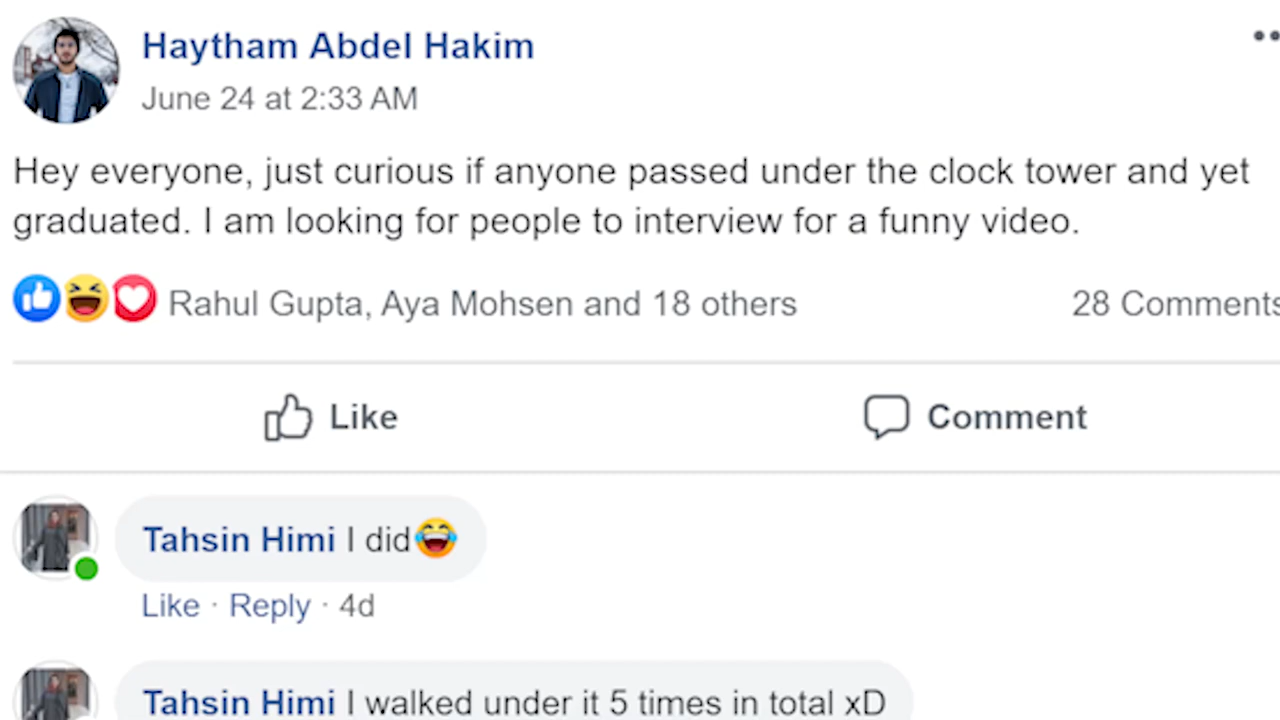 Haytham Abdel Hakim
June 24 at 2:33 AM
Hey everyone, just curious if anyone passed under the clock tower and yet
graduated. I am looking for people to interview for a funny video.
Rahul Gupta, Aya Mohsen and 18 others 28 Comments
Like Comment
Tahsin Himi I did😂
Like · Reply · 4d
Tahsin Himi I walked under it 5 times in total xD